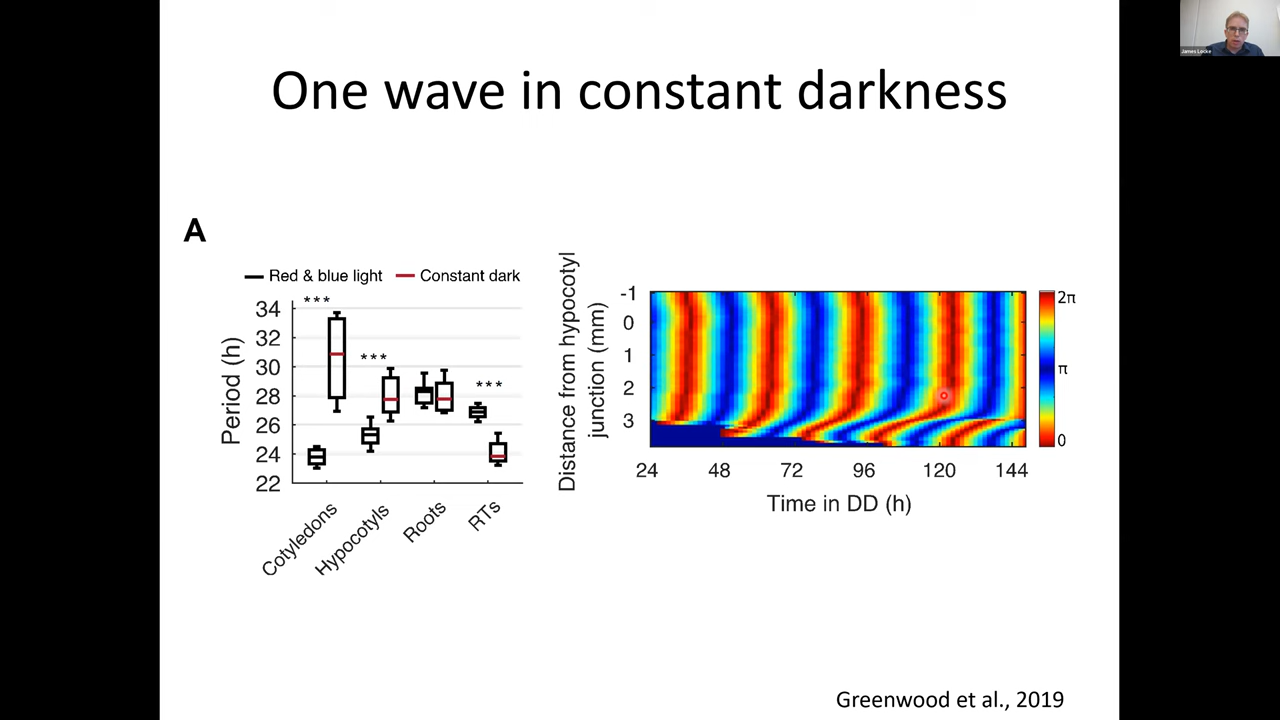 James Locke
One wave in constant darkness
A
Red & blue light
Constant dark
***
***
***
34
32
30
28
26
24
22
Period (h)
Cotyledons
Hypocotyls
Roots
RTs
Distance from hypocotyl
junction (mm)
-1
0
1
2
3
24 48 72 96 120 144
Time in DD (h)
2π
π
0
Greenwood et al., 2019